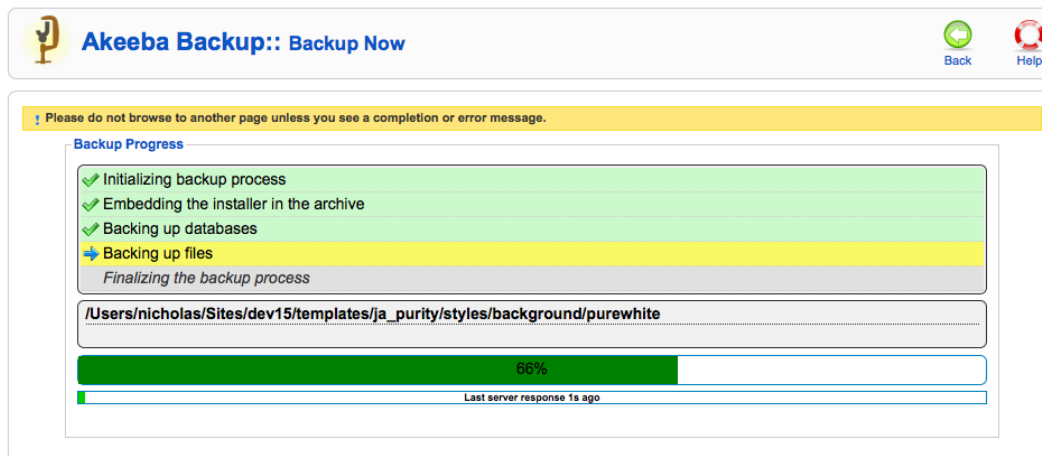 Akeeba Backup:: Backup Now
Back
Help
! Please do not browse to another page unless you see a completion or error message.
Backup Progress
Initializing backup process
Embedding the installer in the archive
Backing up databases
Backing up files
Finalizing the backup process
/Users/nicholas/Sites/dev15/templates/ja_purity/styles/background/purewhite
66%
Last server response 1s ago